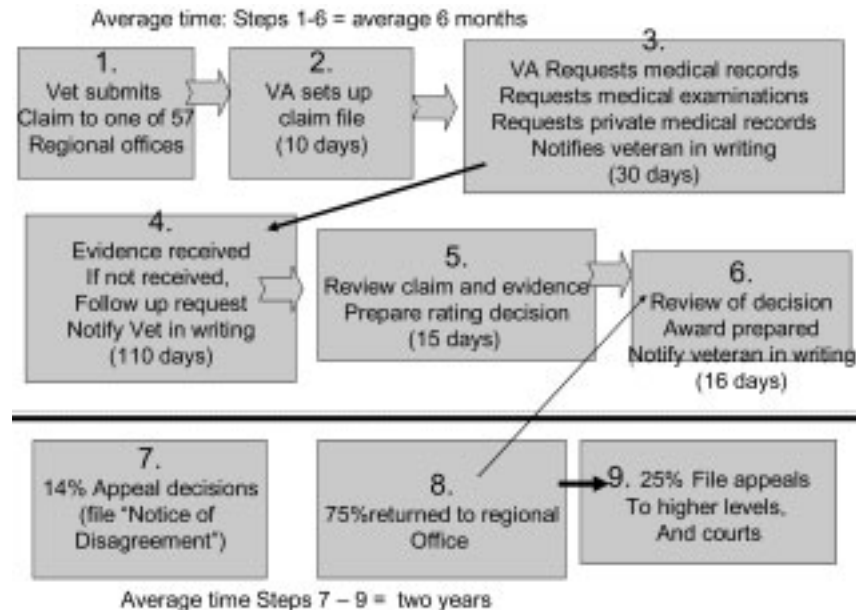 Average time: Steps 1-6 = average 6 months
1.
Vet submits
Claim to one of 57
Regional offices
2.
VA sets up
claim file
(10 days)
3.
VA Requests medical records
Requests medical examinations
Requests private medical records
Notifies veteran in writing
(30 days)
4.
Evidence received
If not received,
Follow up request
Notify Vet in writing
(110 days)
5.
Review claim and evidence
Prepare rating decision
(15 days)
6.
Review of decision
Award prepared
Notify veteran in writing
(16 days)
7.
14% Appeal decisions
(file “Notice of
Disagreement”)
8.
75%returned to regional
Office
9. 25% File appeals
To higher levels,
And courts
Average time Steps 7 – 9 = two years